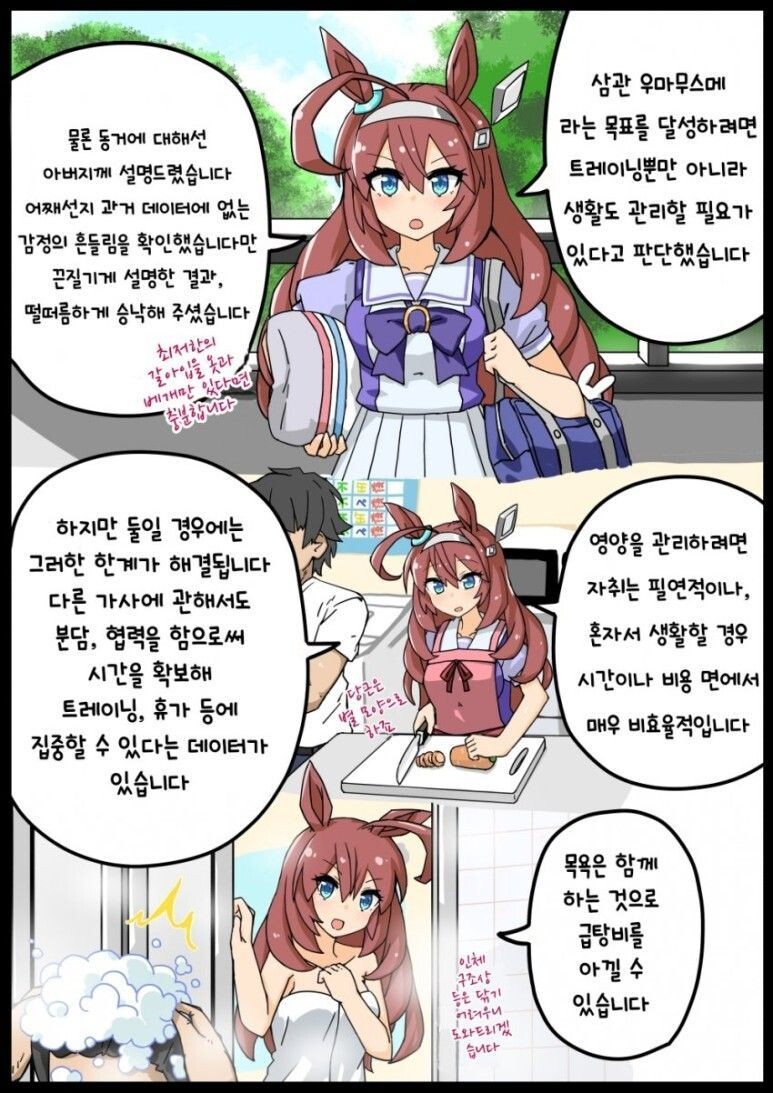 삼관 우마무스메
라는 목표를 달성하려면
트레이닝뿐만 아니라
생활도 관리할 필요가
있다고 판단했습니다
물론 동거에 대해선
아버지께 설명드렸습니다
어째선지 과거 데이터에 없는
감정의 흔들림을 확인했습니다만
끈질기게 설명한 결과,
떨떠름하게 승낙해 주셨습니다
최저한의
갈아입을 옷과
베개만 있다면
충분합니다
영양을 관리하려면
자취는 필연적이나,
혼자서 생활할 경우
시간이나 비용 면에서
매우 비효율적입니다
하지만 둘일 경우에는
그러한 한계가 해결됩니다
다른 가사에 관해서도
분담, 협력을 함으로써
시간을 확보해
트레이닝, 휴가 등에
집중할 수 있다는 데이터가
있습니다
당근은
별 모양으로
하죠
목욕은 함께
하는 것으로
급탕비를
아낄 수
있습니다
인체
구조상
등은 닦기
어려우니
도와드리겠
습니다